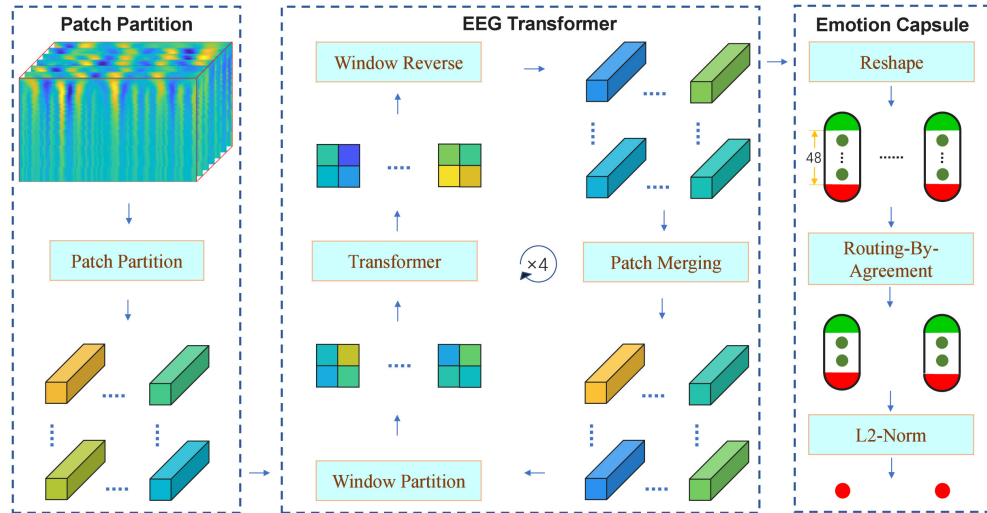 Patch Partition
Patch Partition
EEG Transformer
Window Reverse
Transformer
×4
Patch Merging
Window Partition
Emotion Capsule
Reshape
48
Routing-By-
Agreement
L2-Norm